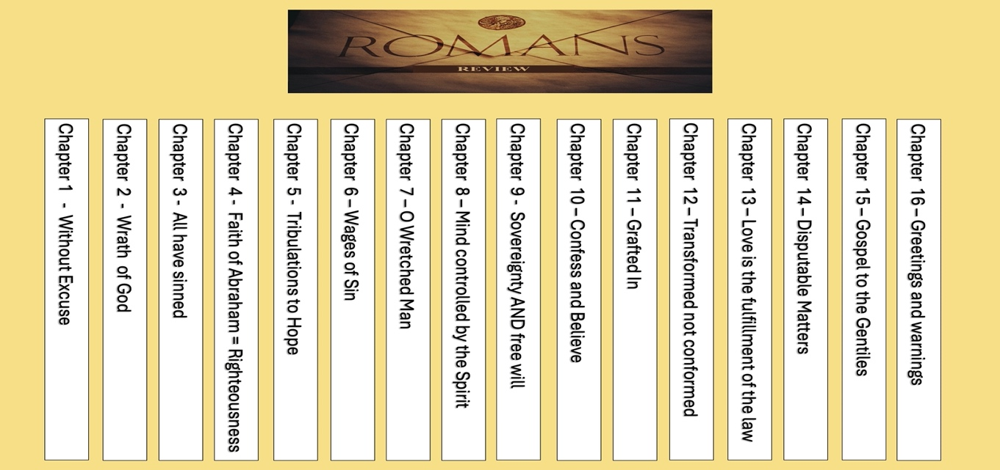 ROMANS
REVIEW
Chapter 1 - Without Excuse
Chapter 2 - Wrath of God
Chapter 3 - All have sinned
Chapter 4 - Faith of Abraham = Righteousness
Chapter 5 - Tribulations to Hope
Chapter 6 – Wages of Sin
Chapter 7 – O Wretched Man
Chapter 8 – Mind controlled by the Spirit
Chapter 9 - Sovereignty AND free will
Chapter 10 – Confess and Believe
Chapter 11 – Grafted In
Chapter 12 – Transformed not conformed
Chapter 13 – Love is the fulfillment of the law
Chapter 14 – Disputable Matters
Chapter 15 – Gospel to the Gentiles
Chapter 16 – Greetings and warnings